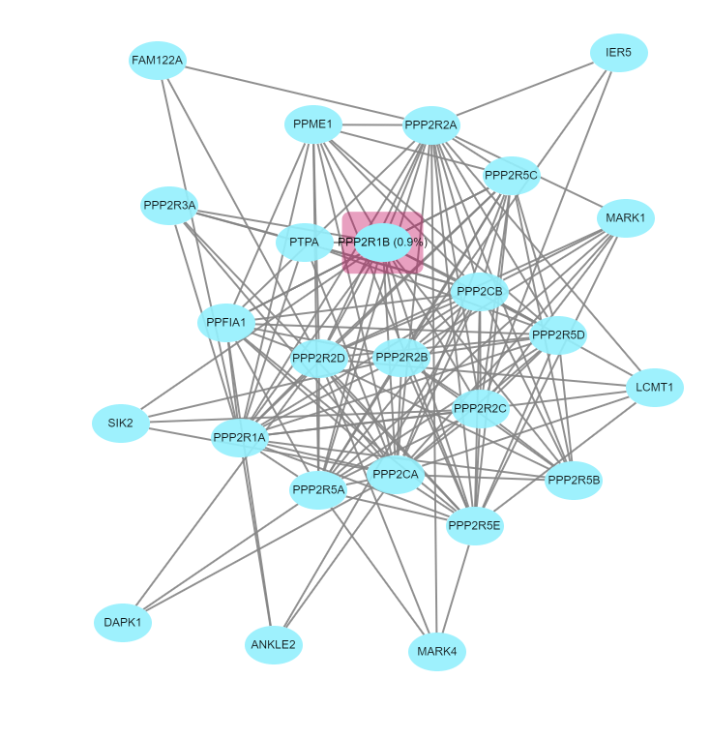 FAM122A
IER5
PPME1
PPP2R2A
PPP2R5C
PPP2R3A
MARK1
PTPA
PPP2R1B (0.9%)
PPP2CB
PPFIA1
PPP2R5D
PPP2R2D
PPP2R2B
LCMT1
PPP2R2C
SIK2
PPP2R1A
PPP2CA
PPP2R5A
PPP2R5B
PPP2R5E
DAPK1
ANKLE2
MARK4